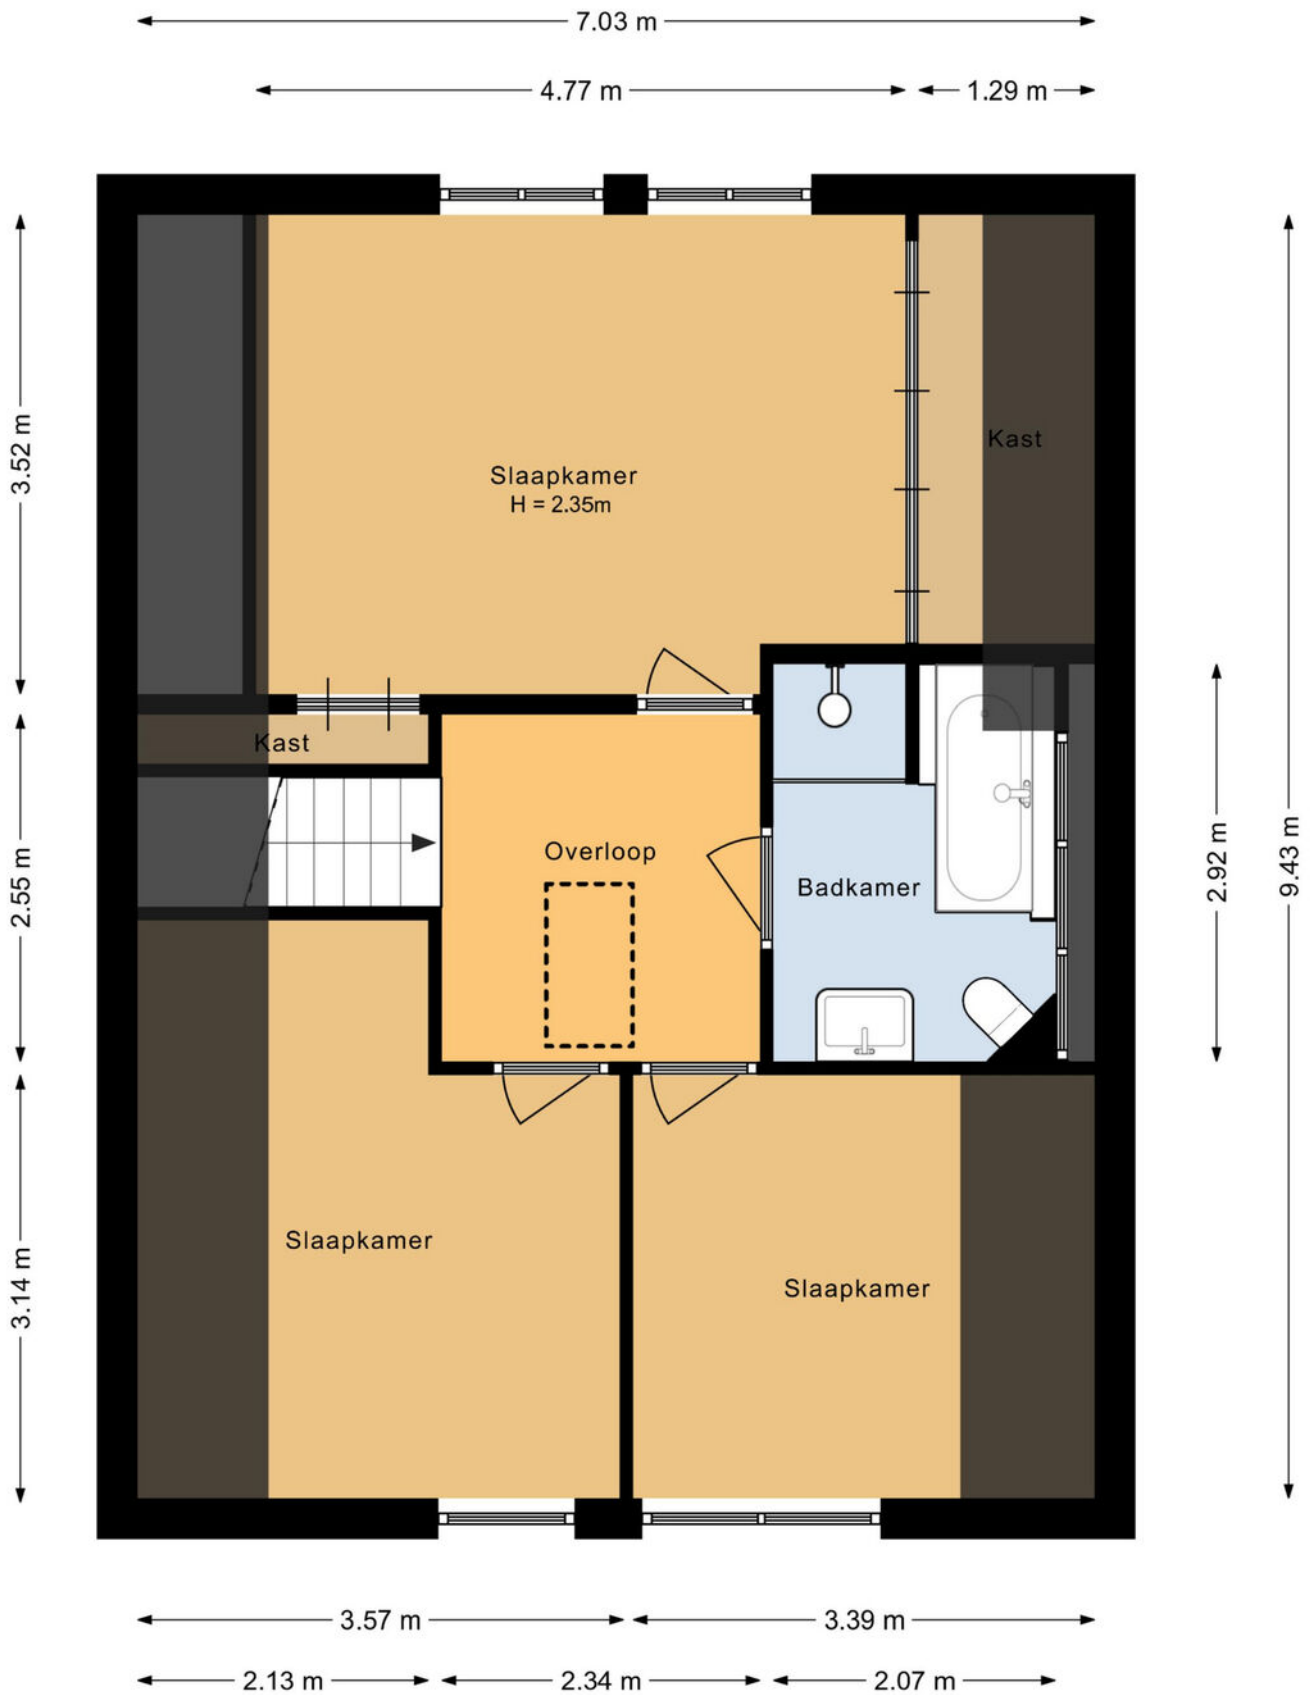 7.03 m
4.77 m
1.29 m
3.52 m
Kast
Slaapkamer
H = 2.35m
Kast
Overloop
2.55 m
Badkamer
2.92 m
9.43 m
Slaapkamer
3.14 m
Slaapkamer
3.57 m
3.39 m
2.13 m
2.34 m
2.07 m